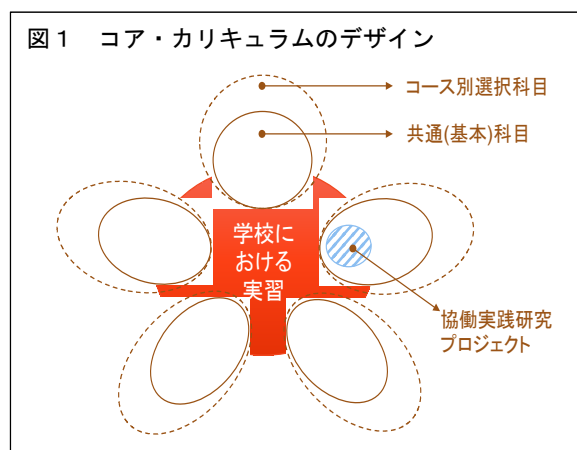 図１　コア・カリキュラムのデザイン
コース別選択科目
共通(基本)科目
学校に
おける
実習
協働実践研究
プロジェクト